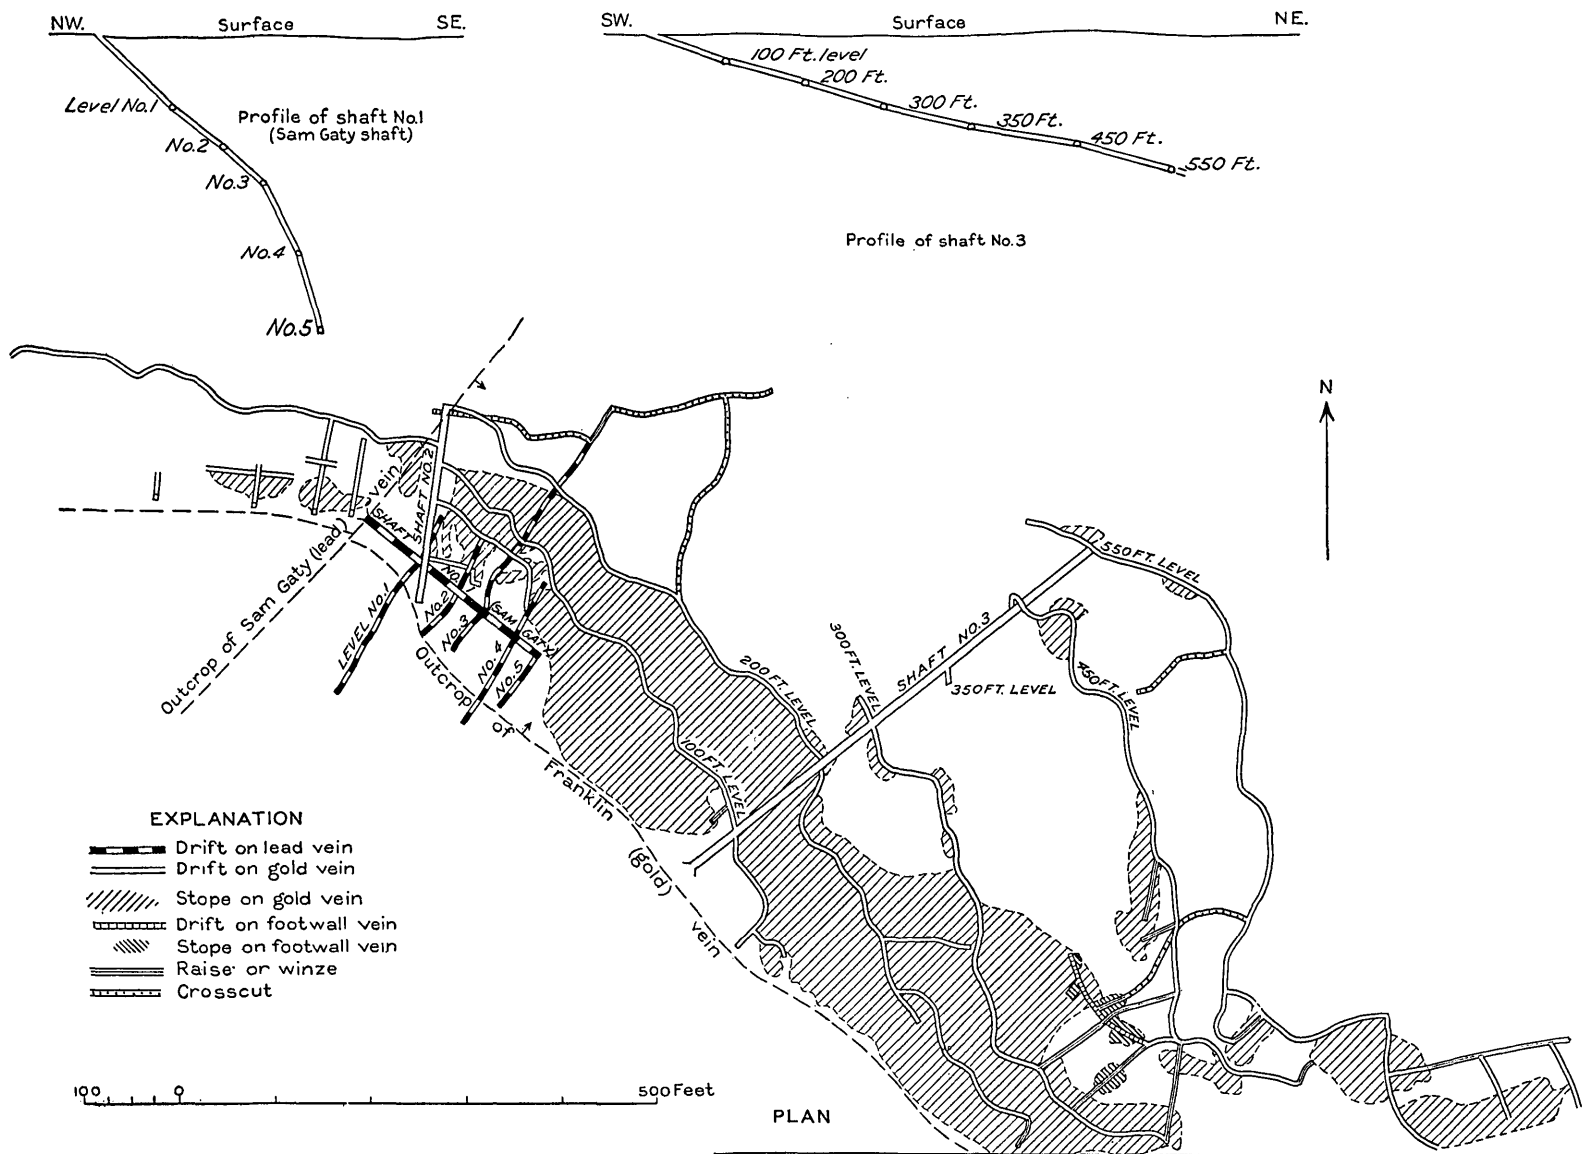 NW.
Surface
SE.
Level No.1
No.2
No.3
No.4
No.5
Profile of shaft No.1
(Sam Gaty shaft)
SW.
Surface
NE.
100 Ft. level
200 Ft.
300 Ft.
350 Ft.
450 Ft.
550 Ft.
Profile of shaft No.3
N
Outcrop of Sam Gaty (lead) vein
SHAFT NO.2
SHAFT NO.1 (SAM GATY)
LEVEL NO.1
NO.2
NO.3
NO.4
NO.5
Outcrop of Franklin (gold) vein
100 FT. LEVEL
200 FT. LEVEL
300 FT. LEVEL
SHAFT NO.3
350 FT. LEVEL
450 FT. LEVEL
550 FT. LEVEL
EXPLANATION
Drift on lead vein
Drift on gold vein
Stope on gold vein
Drift on footwall vein
Stope on footwall vein
Raise or winze
Crosscut
100 0 500 Feet
PLAN